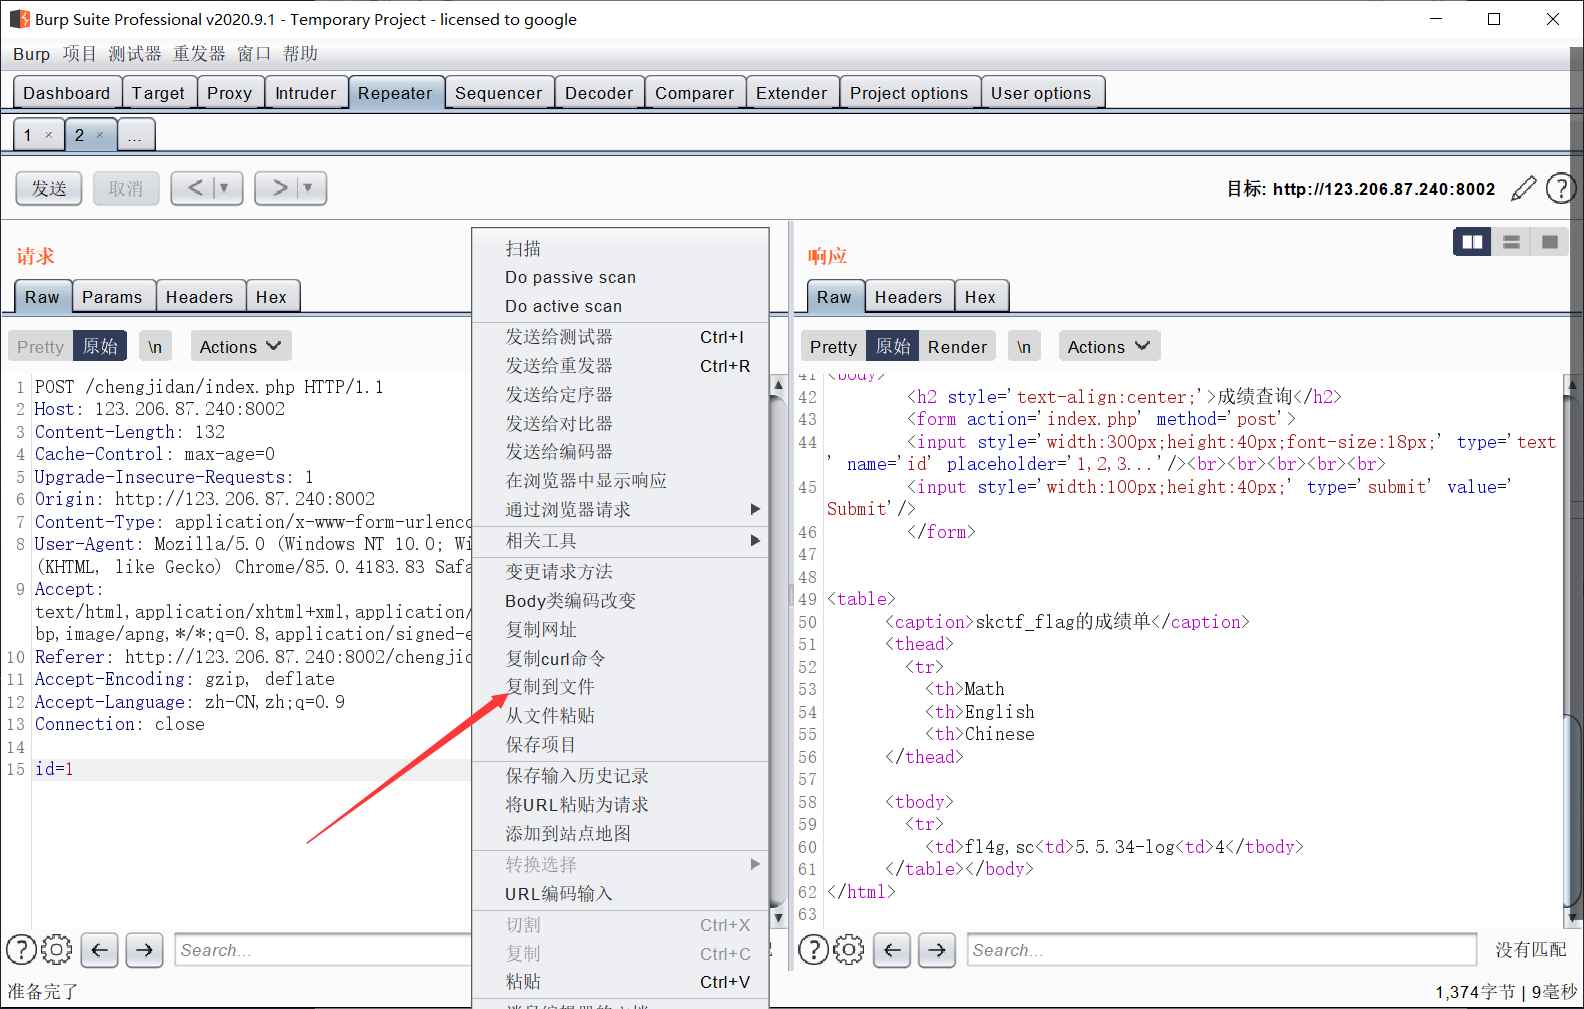 Burp Suite Professional v2020.9.1 - Temporary Project - licensed to google
Burp 项目 测试器 重发器 窗口 帮助
Dashboard Target Proxy Intruder Repeater Sequencer Decoder Comparer Extender Project options User options
1 × 2 × ...
发送 取消 < ▼ > ▼ 目标: http://123.206.87.240:8002
请求
Raw Params Headers Hex
Pretty 原始 \n Actions
1 POST /chengjidan/index.php HTTP/1.1
2 Host: 123.206.87.240:8002
3 Content-Length: 132
4 Cache-Control: max-age=0
5 Upgrade-Insecure-Requests: 1
6 Origin: http://123.206.87.240:8002
7 Content-Type: application/x-www-form-urlenco
8 User-Agent: Mozilla/5.0 (Windows NT 10.0; Wi
(KHTML, like Gecko) Chrome/85.0.4183.83 Safa
9 Accept:
text/html,application/xhtml+xml,application/
bp,image/apng,*/*;q=0.8,application/signed-e
10 Referer: http://123.206.87.240:8002/chengjid
11 Accept-Encoding: gzip, deflate
12 Accept-Language: zh-CN,zh;q=0.9
13 Connection: close
14
15 id=1
Search...
准备完了
扫描
Do passive scan
Do active scan
发送给测试器 Ctrl+I
发送给重发器 Ctrl+R
发送给定序器
发送给对比器
发送给编码器
在浏览器中显示响应
通过浏览器请求
相关工具
变更请求方法
Body类编码改变
复制网址
复制curl命令
复制到文件
从文件粘贴
保存项目
保存输入历史记录
将URL粘贴为请求
添加到站点地图
转换选择
URL编码输入
切割 Ctrl+X
复制 Ctrl+C
粘贴 Ctrl+V
响应
Raw Headers Hex
Pretty 原始 Render \n Actions
41 <body>
42 <h2 style='text-align:center;'>成绩查询</h2>
43 <form action='index.php' method='post'>
44 <input style='width:300px;height:40px;font-size:18px;' type='text
' name='id' placeholder='1,2,3...'/><br><br><br><br><br>
45 <input style='width:100px;height:40px;' type='submit' value='
Submit'/>
46 </form>
47
48
49 <table>
50 <caption>skctf_flag的成绩单</caption>
51 <thead>
52 <tr>
53 <th>Math
54 <th>English
55 <th>Chinese
56 </thead>
57
58 <tbody>
59 <tr>
60 <td>fl4g,sc<td>5.5.34-log<td>4</tbody>
61 </table></body>
62 </html>
63
Search... 没有匹配
1,374字节 | 9毫秒